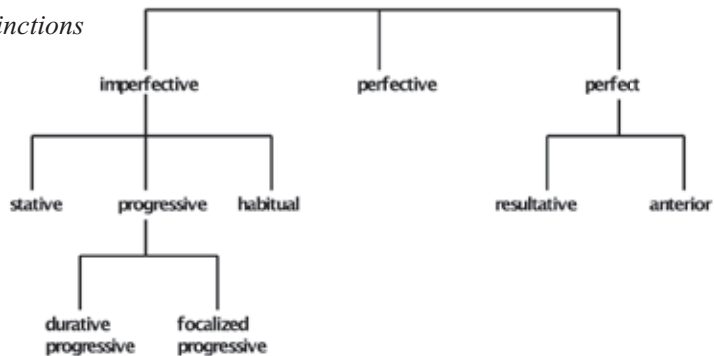 inctions
imperfective perfective perfect
stative progressive habitual resultative anterior
durative progressive
focalized progressive